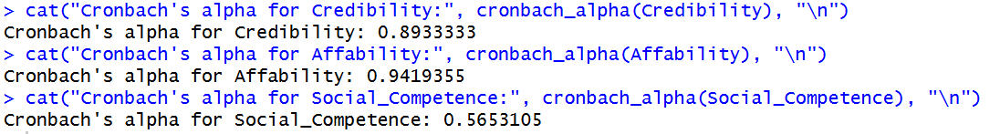 > cat("Cronbach's alpha for Credibility:", cronbach_alpha(Credibility), "\n")
Cronbach's alpha for Credibility: 0.8933333
> cat("Cronbach's alpha for Affability:", cronbach_alpha(Affability), "\n")
Cronbach's alpha for Affability: 0.9419355
> cat("Cronbach's alpha for Social_Competence:", cronbach_alpha(Social_Competence), "\n")
Cronbach's alpha for Social_Competence: 0.5653105